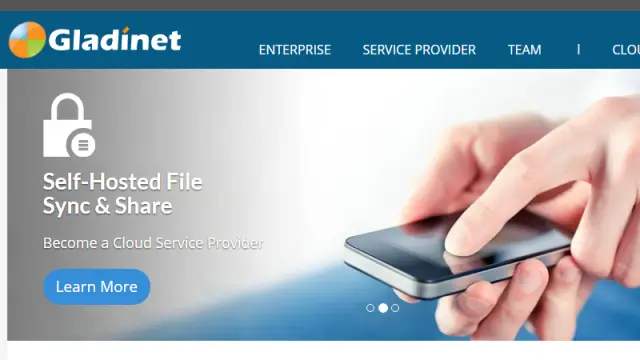 Gladinet
ENTERPRISE SERVICE PROVIDER TEAM |
Self-Hosted File
Sync & Share
Become a Cloud Service Provider
Learn More